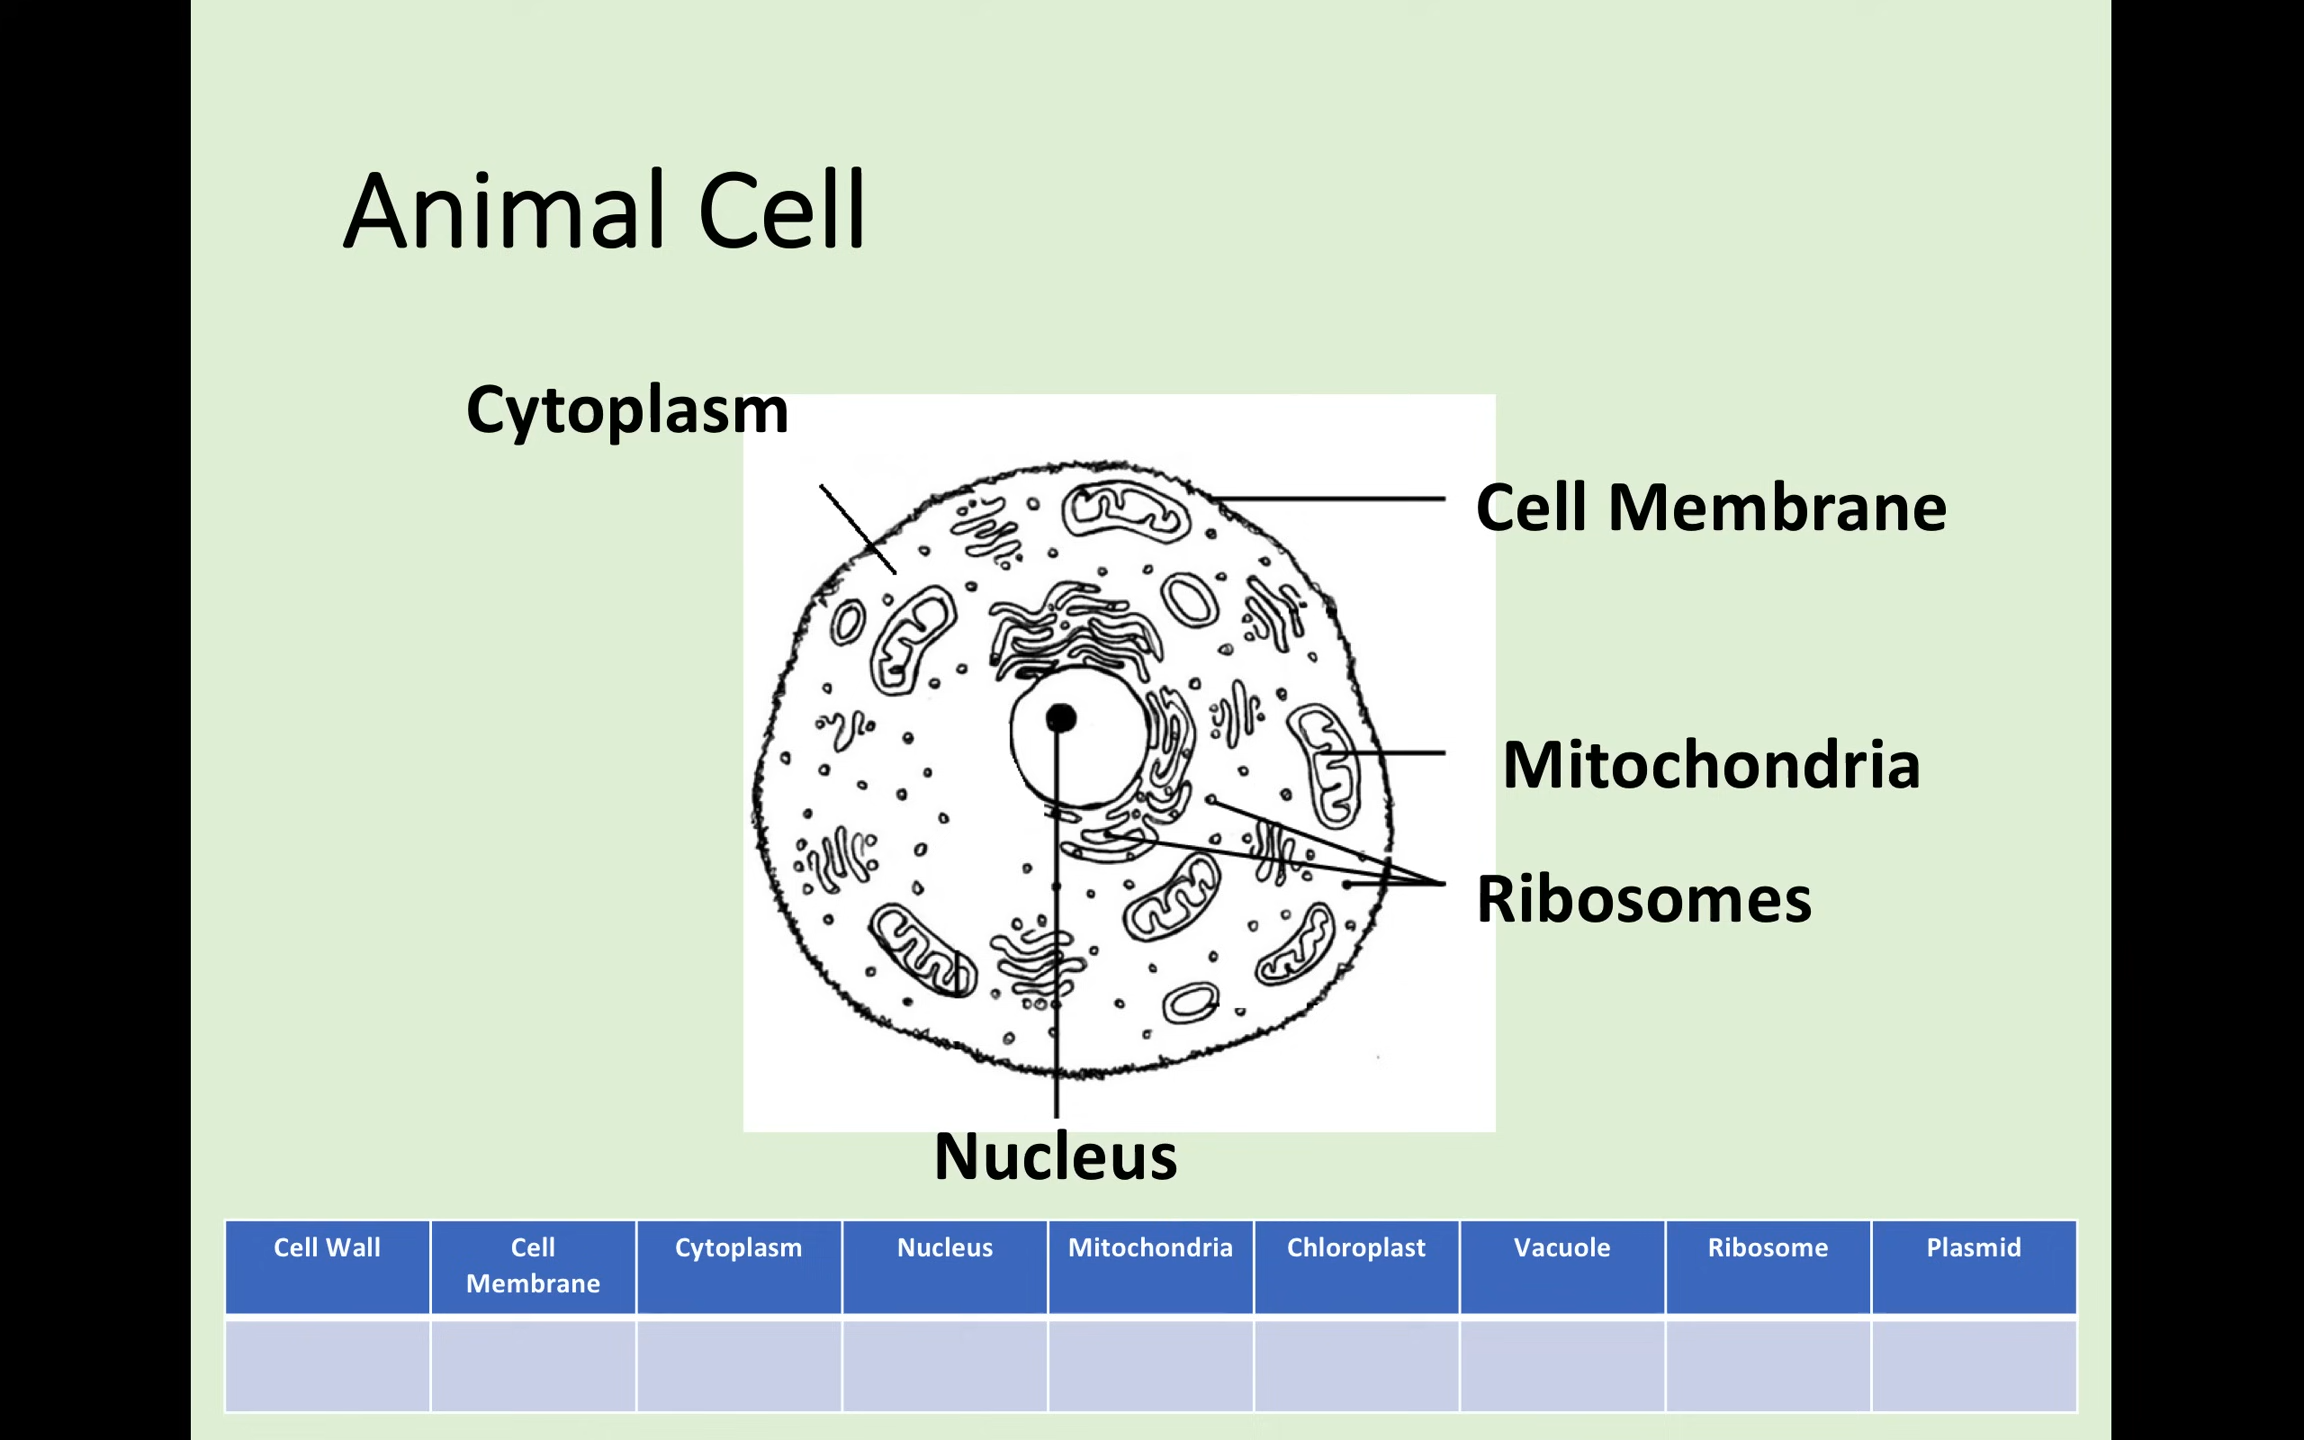 Animal Cell
Cytoplasm
Cell Membrane
Mitochondria
Ribosomes
Nucleus
Cell Wall
Cell
Membrane
Cytoplasm
Nucleus
Mitochondria
Chloroplast
Vacuole
Ribosome
Plasmid